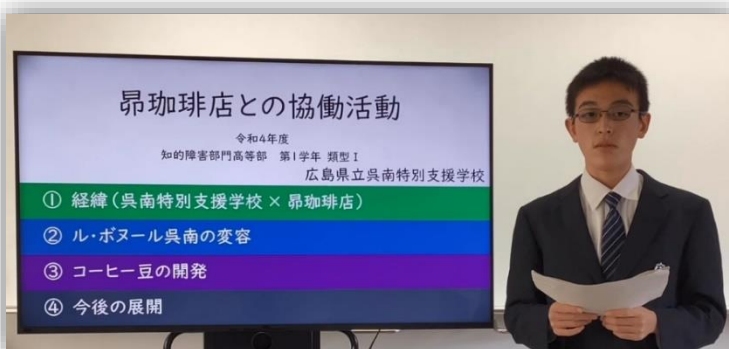 昴珈琲店との協働活動
令和4年度
知的障害部門高等部 第1学年 類型Ⅰ
広島県立呉南特別支援学校
① 経緯(呉南特別支援学校 × 昴珈琲店)
② ル・ボヌール呉南の変容
③ コーヒー豆の開発
④ 今後の展開